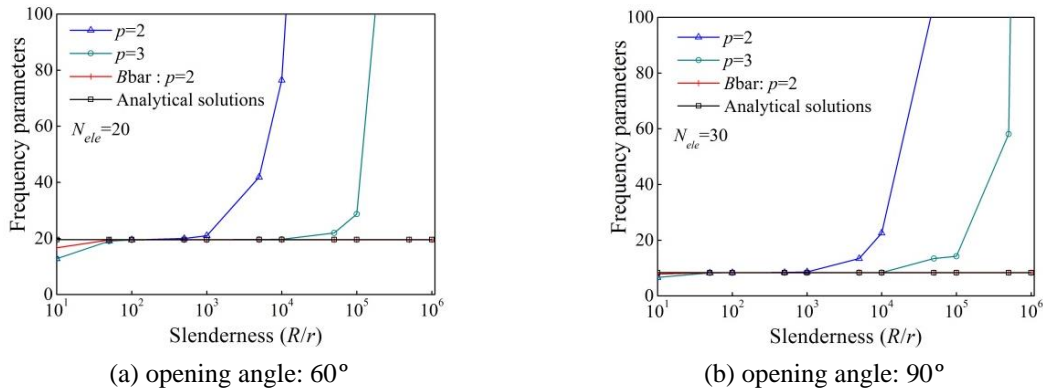 100
80
60
40
20
0
Frequency parameters
p=2
p=3
Bbar : p=2
Analytical solutions
N_ele=20
10^1
10^2
10^3
10^4
10^5
10^6
Slenderness (R/r)
(a) opening angle: 60°
100
80
60
40
20
0
Frequency parameters
p=2
p=3
Bbar: p=2
Analytical solutions
N_ele=30
10^1
10^2
10^3
10^4
10^5
10^6
Slenderness (R/r)
(b) opening angle: 90°